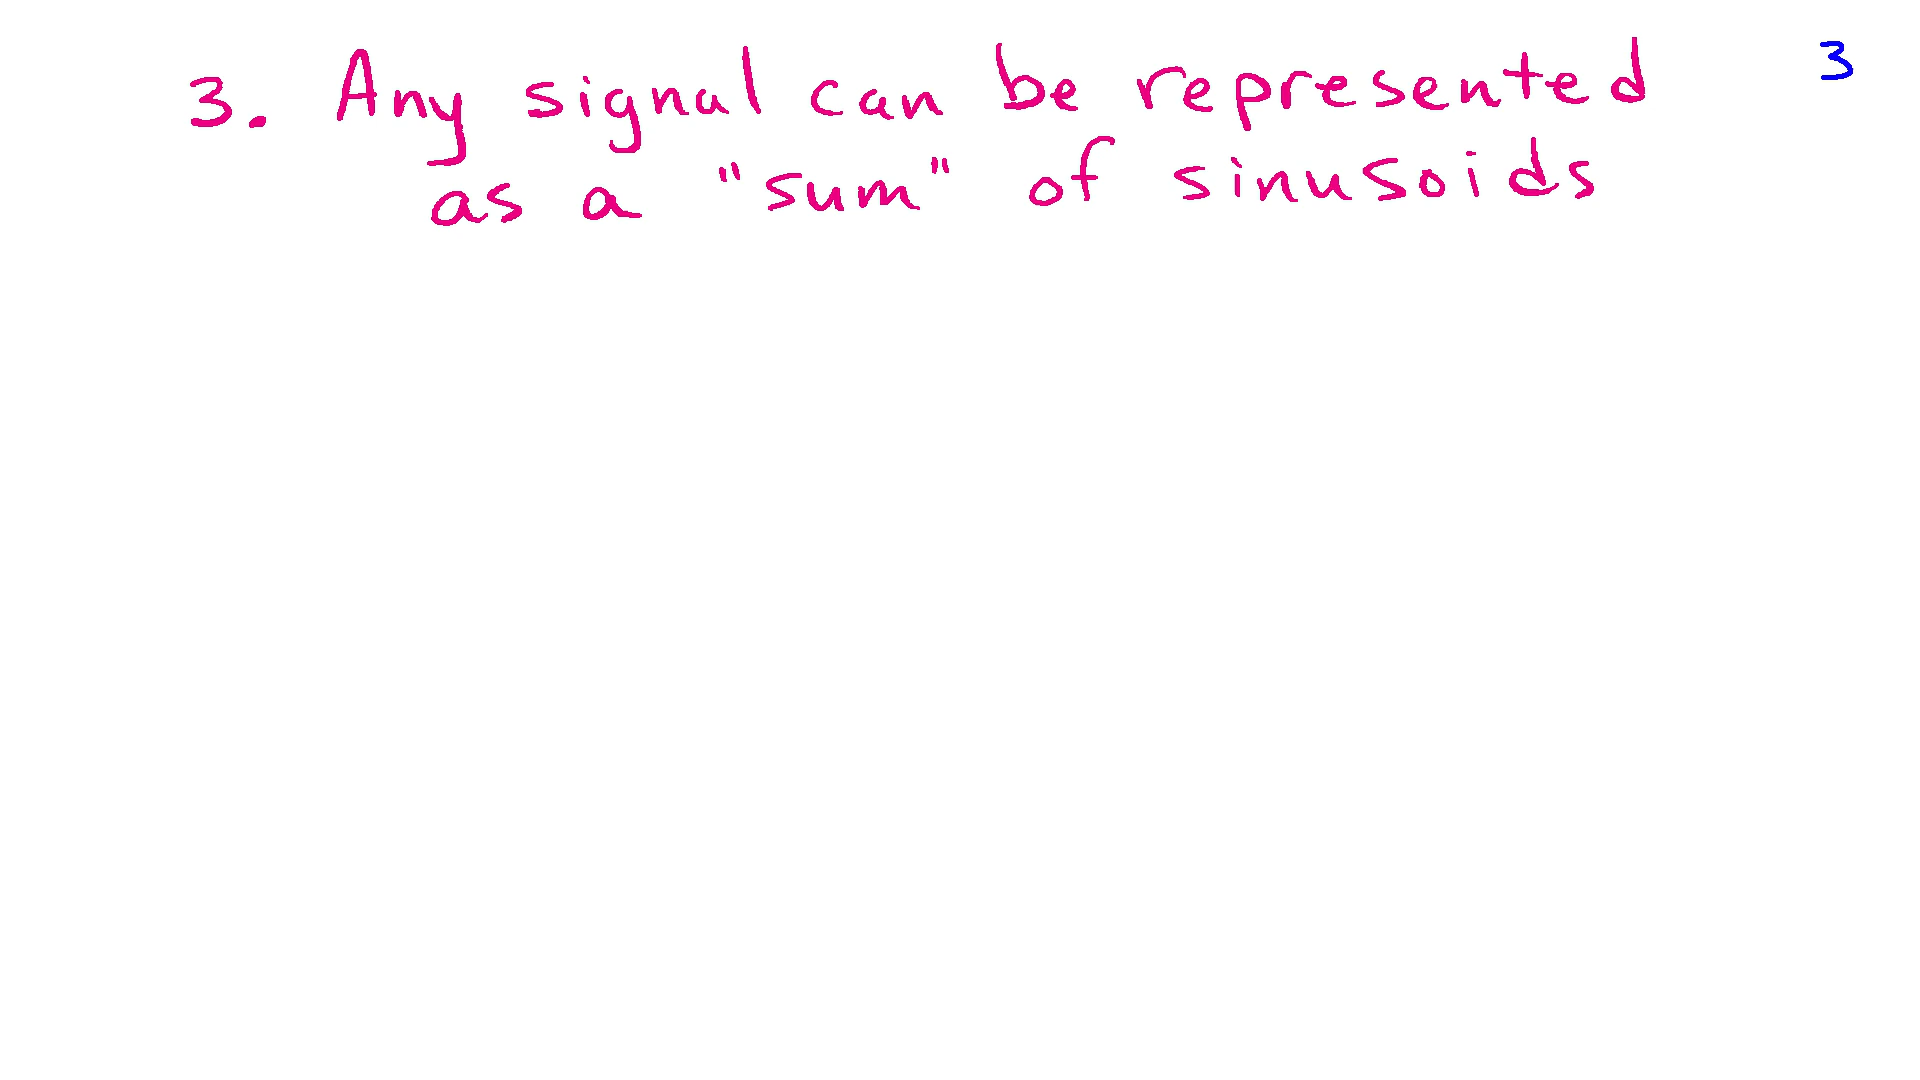 3. Any signal can be represented
as a "sum" of sinusoids
3